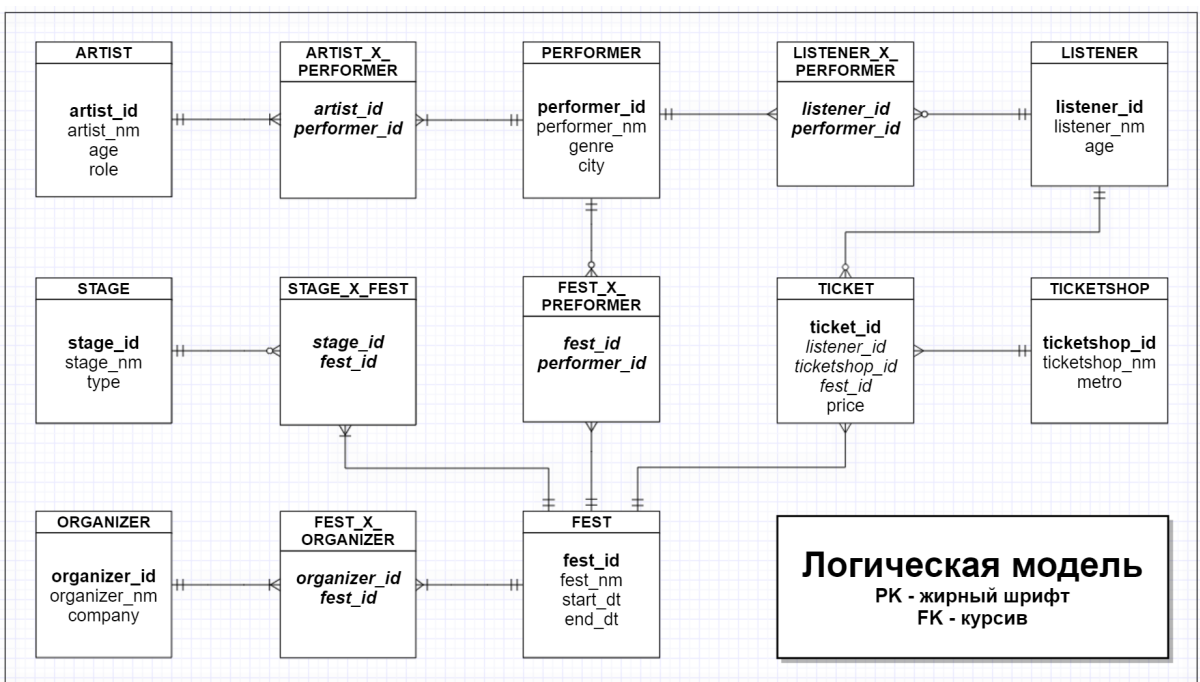 ARTIST
artist_id
artist_nm
age
role
ARTIST_X_
PERFORMER
artist_id
performer_id
PERFORMER
performer_id
performer_nm
genre
city
LISTENER_X_
PERFORMER
listener_id
performer_id
LISTENER
listener_id
listener_nm
age
STAGE
stage_id
stage_nm
type
STAGE_X_FEST
stage_id
fest_id
FEST_X_
PREFORMER
fest_id
performer_id
TICKET
ticket_id
listener_id
ticketshop_id
fest_id
price
TICKETSHOP
ticketshop_id
ticketshop_nm
metro
ORGANIZER
organizer_id
organizer_nm
company
FEST_X_
ORGANIZER
organizer_id
fest_id
FEST
fest_id
fest_nm
start_dt
end_dt
Логическая модель
PK - жирный шрифт
FK - курсив